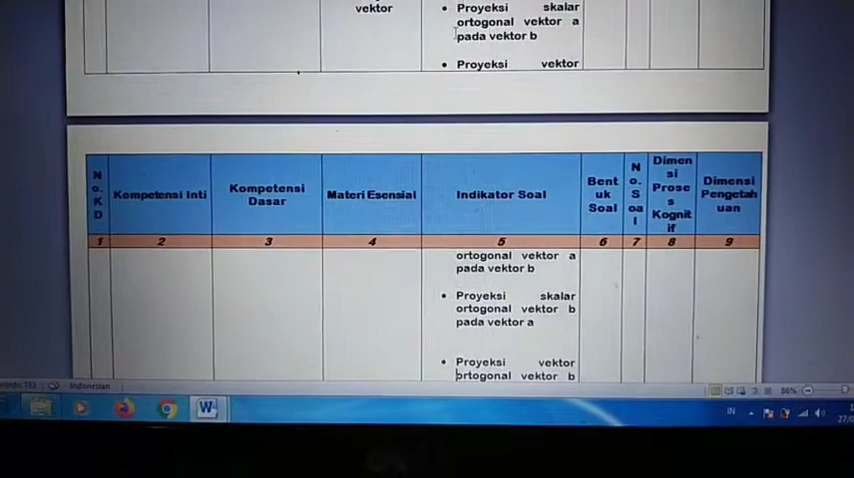 vektor
• Proyeksi skalar
ortogonal vektor a
pada vektor b
• Proyeksi vektor
N
o.
K
D
Kompetensi Inti
Kompetensi
Dasar
Materi Esensial
Indikator Soal
Bent
uk
Soal
N
o.
S
oa
l
Dimen
si
Prose
s
Kognit
if
Dimensi
Pengetah
uan
1 2 3 4 5 6 7 8 9
ortogonal vektor a
pada vektor b
• Proyeksi skalar
ortogonal vektor b
pada vektor a
• Proyeksi vektor
ortogonal vektor b
Indonesian
86%
IN